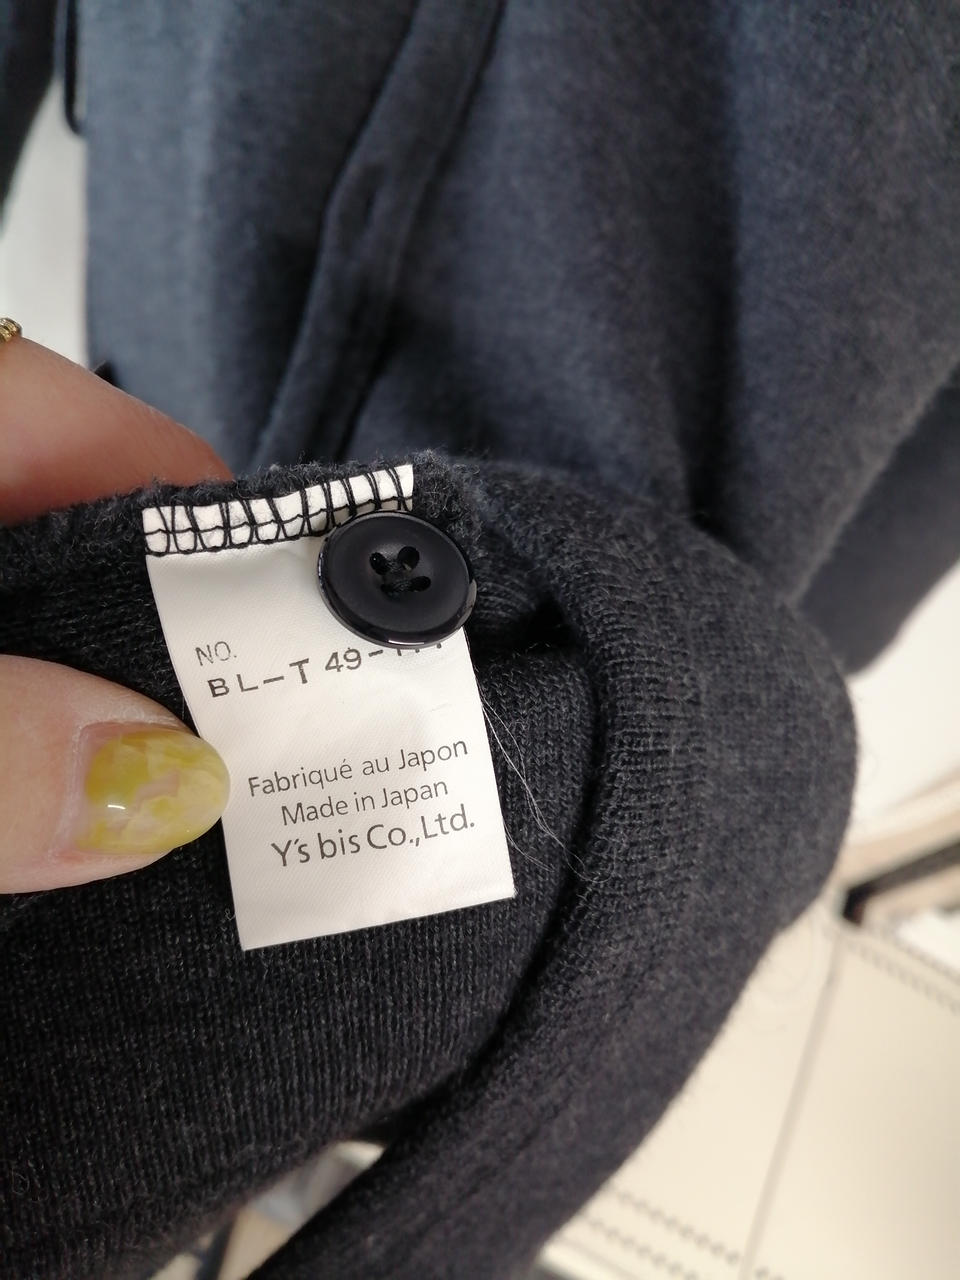 NO.
BL-T 49-
Fabriqué au Japon
Made in Japan
Y's bis Co.,Ltd.